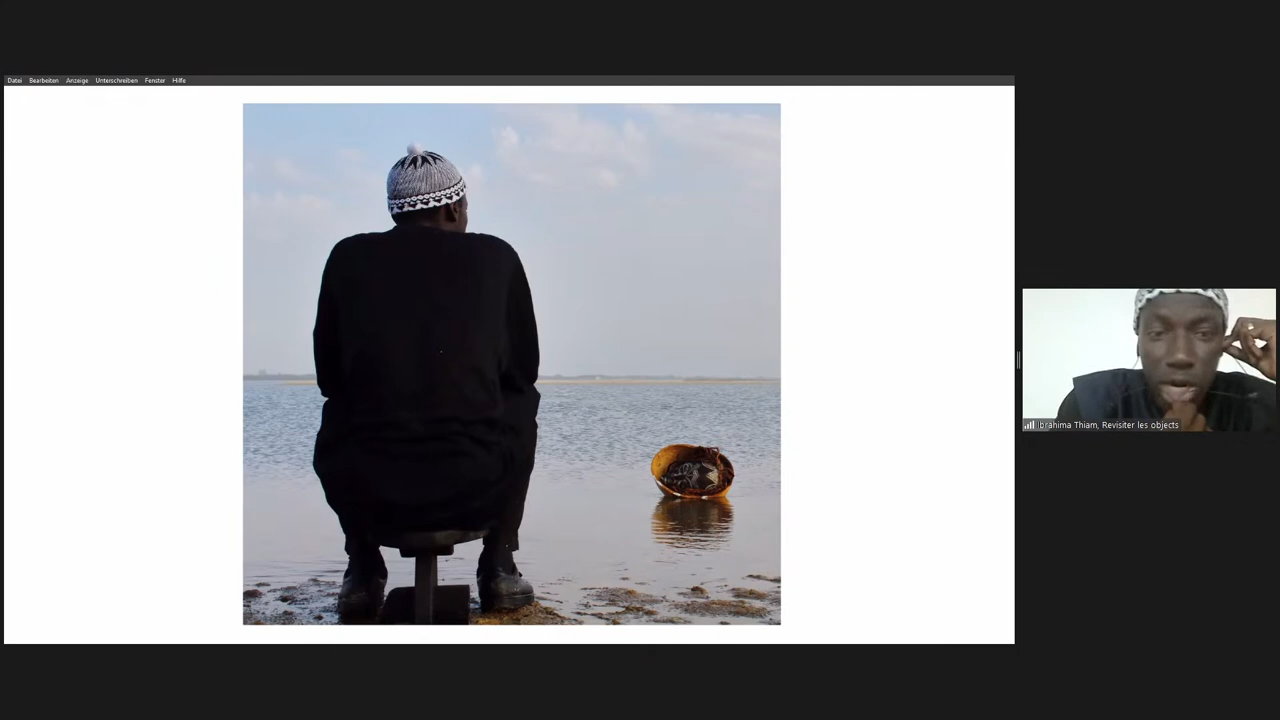 Datei Bearbeiten Anzeige Unterschreiben Fenster Hilfe
Ibrahima Thiam, Revisiter les objects